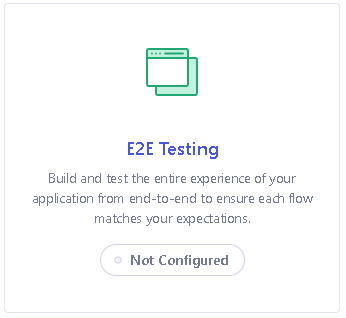 E2E Testing
Build and test the entire experience of your
application from end-to-end to ensure each flow
matches your expectations.
Not Configured